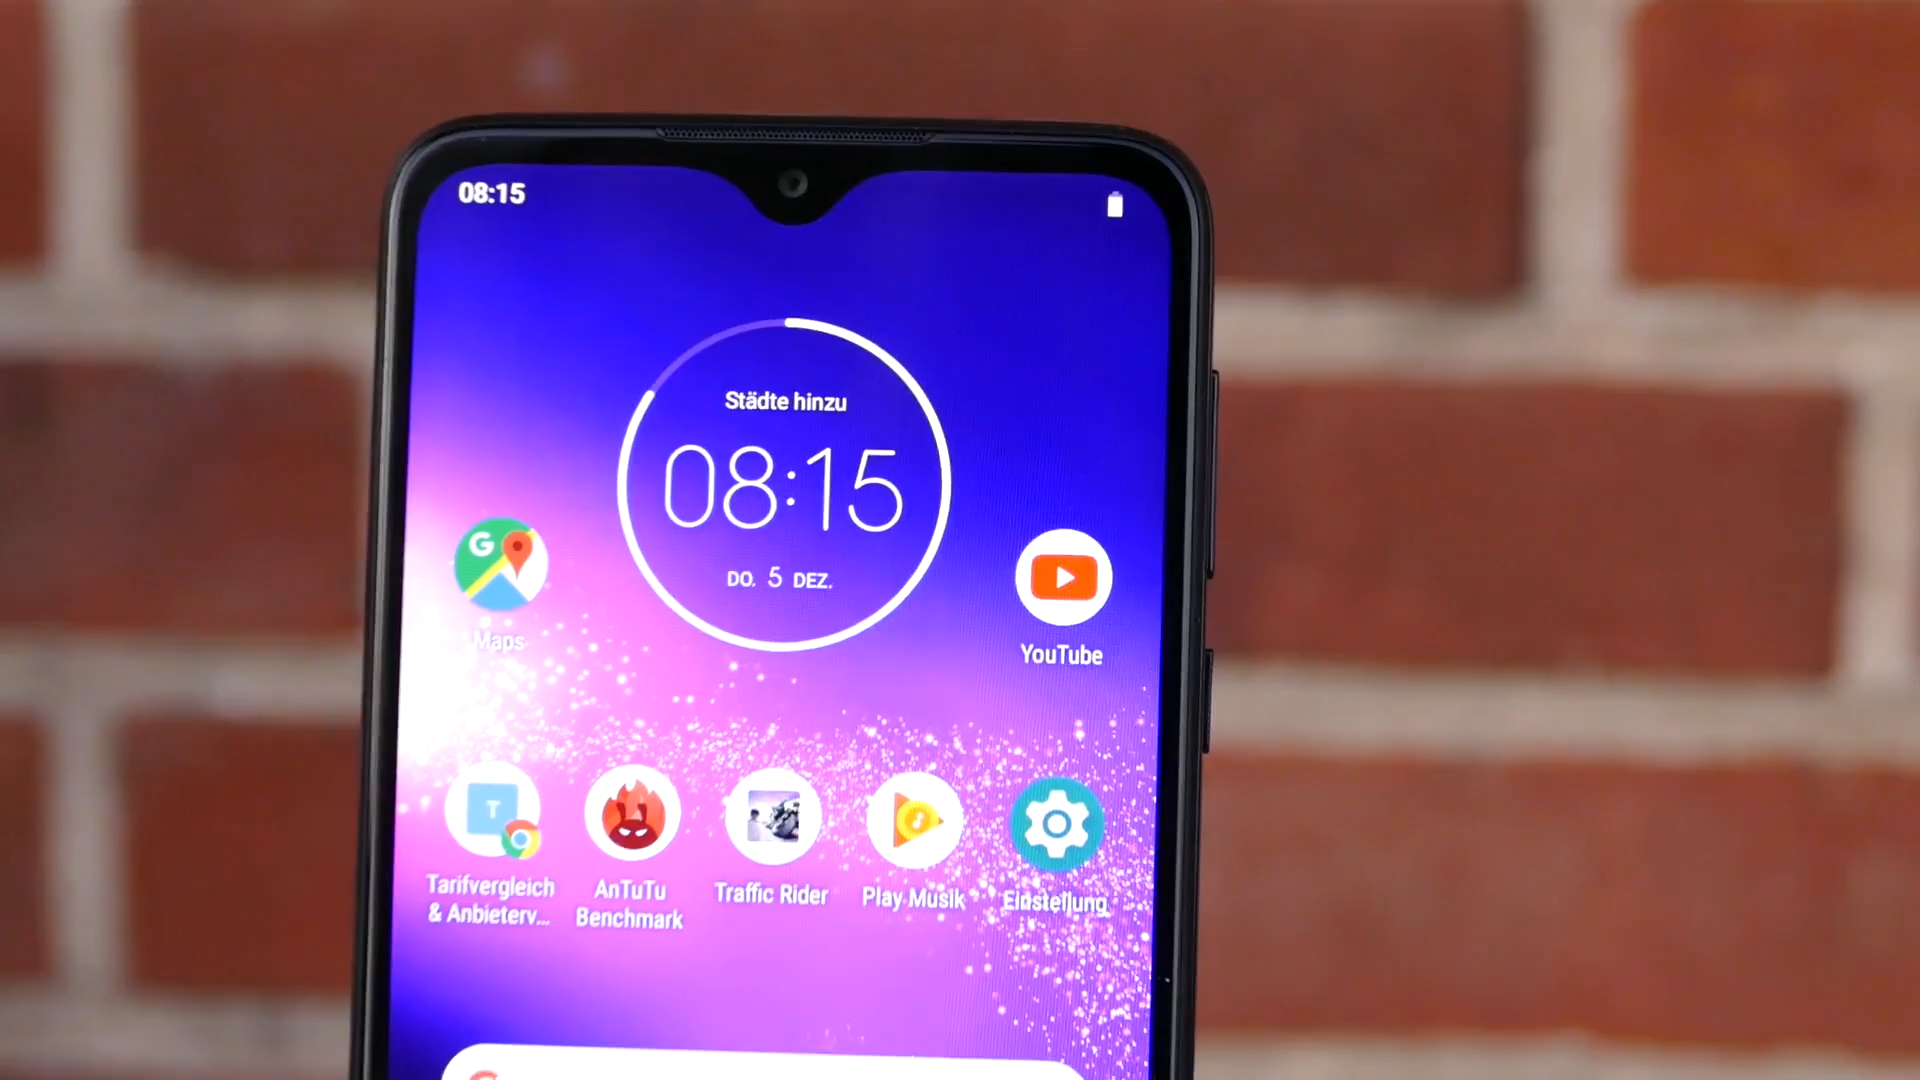 08:15
Städte hinzu
08:15
DO. 5 DEZ.
Maps
YouTube
Tarifvergleich
& Anbieterv...
AnTuTu
Benchmark
Traffic Rider
Play Musik
Einstellung